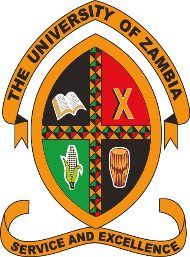 THE UNIVERSITY OF ZAMBIA
SERVICE AND EXCELLENCE